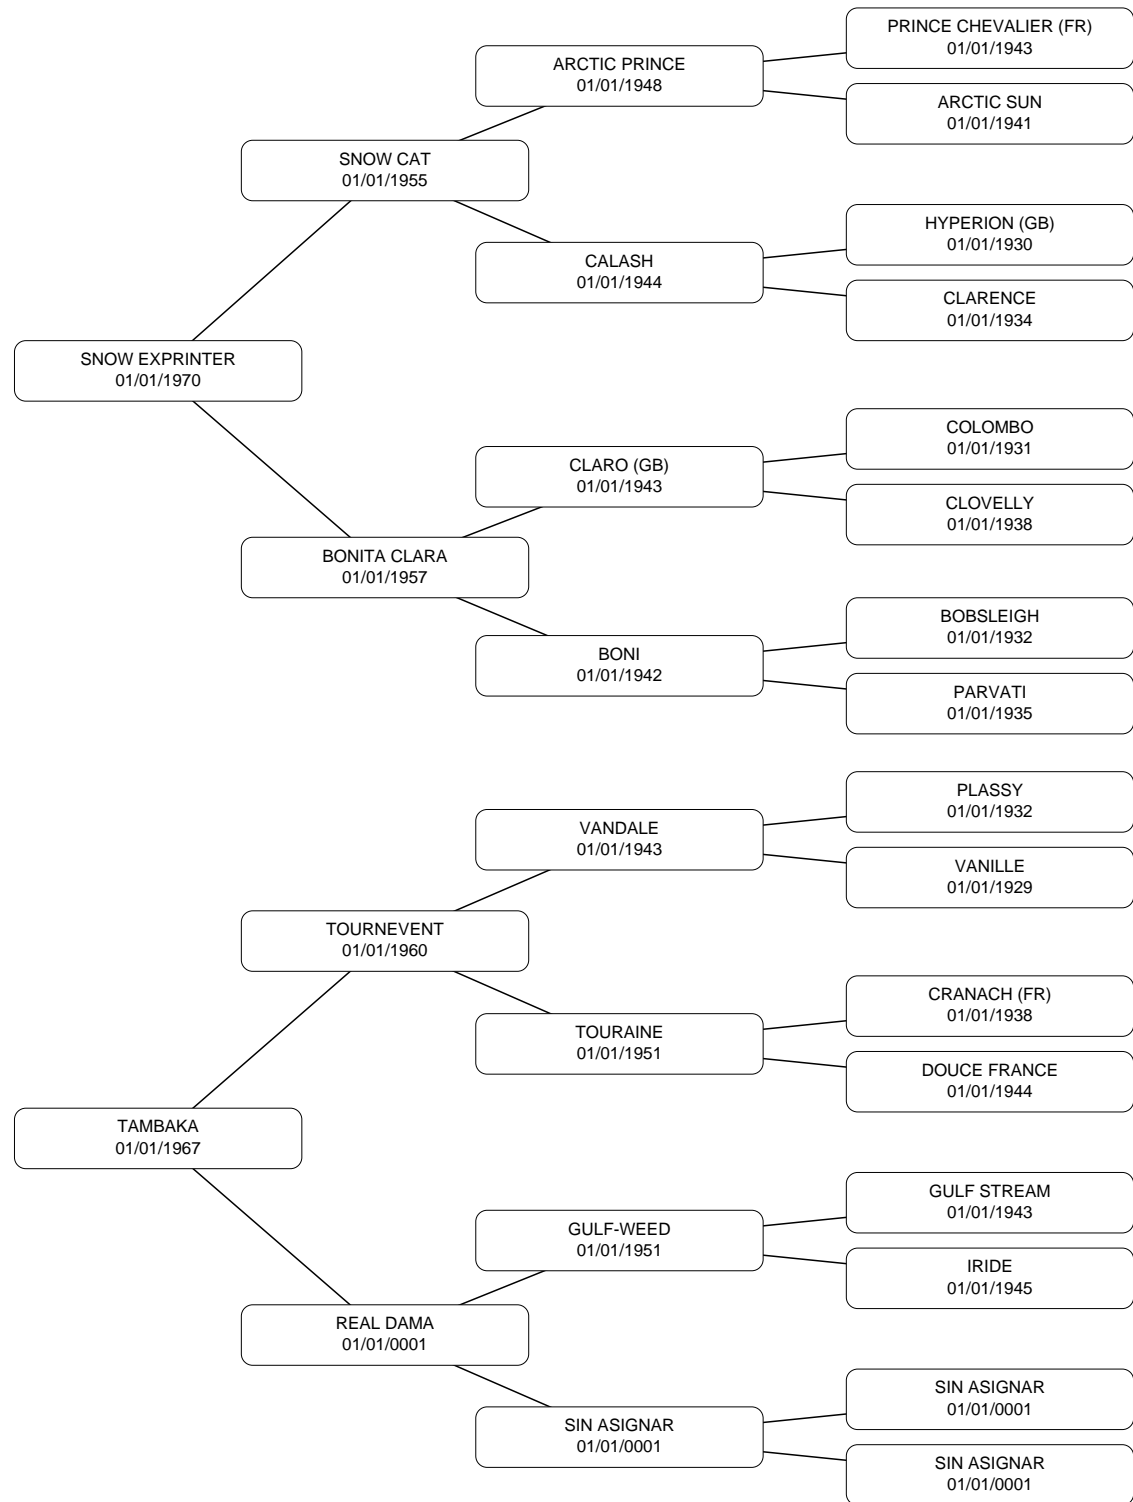 PRINCE CHEVALIER (FR)
01/01/1943
ARCTIC PRINCE
01/01/1948
ARCTIC SUN
01/01/1941
SNOW CAT
01/01/1955
HYPERION (GB)
01/01/1930
CALASH
01/01/1944
CLARENCE
01/01/1934
SNOW EXPRINTER
01/01/1970
COLOMBO
01/01/1931
CLARO (GB)
01/01/1943
CLOVELLY
01/01/1938
BONITA CLARA
01/01/1957
BOBSLEIGH
01/01/1932
BONI
01/01/1942
PARVATI
01/01/1935
PLASSY
01/01/1932
VANDALE
01/01/1943
VANILLE
01/01/1929
TOURNEVENT
01/01/1960
CRANACH (FR)
01/01/1938
TOURAINE
01/01/1951
DOUCE FRANCE
01/01/1944
TAMBAKA
01/01/1967
GULF STREAM
01/01/1943
GULF-WEED
01/01/1951
IRIDE
01/01/1945
REAL DAMA
01/01/0001
SIN ASIGNAR
01/01/0001
SIN ASIGNAR
01/01/0001
SIN ASIGNAR
01/01/0001